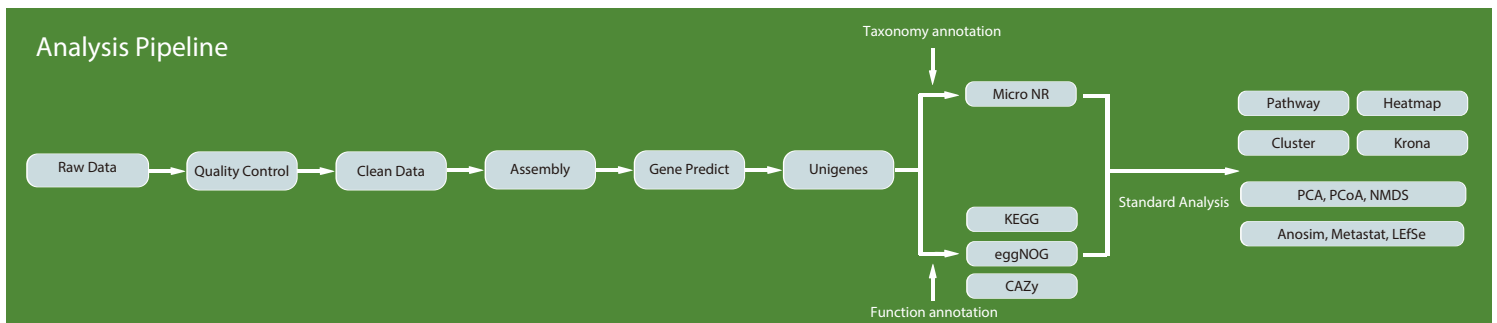 Analysis Pipeline
Raw Data
Quality Control
Clean Data
Assembly
Gene Predict
Unigenes
Taxonomy annotation
Micro NR
KEGG
eggNOG
CAZy
Function annotation
Standard Analysis
Pathway
Heatmap
Cluster
Krona
PCA, PCoA, NMDS
Anosim, Metastat, LEfSe